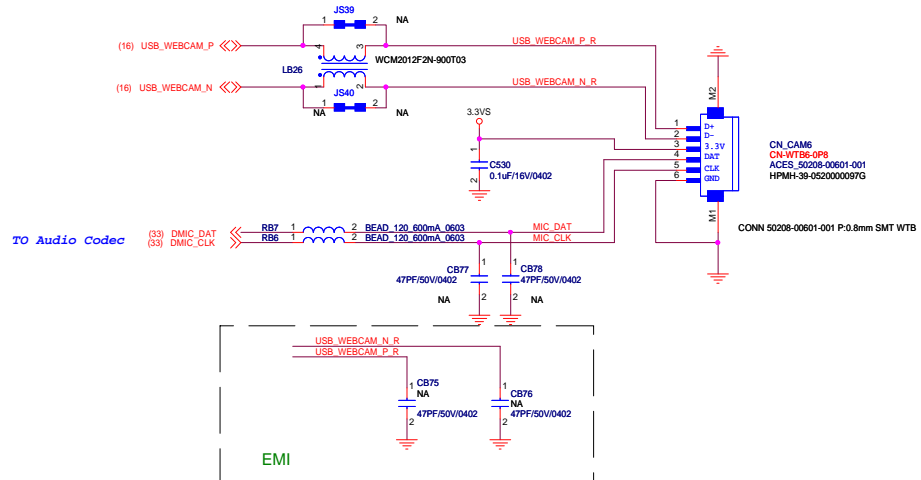 JS39
1 2 NA
(16) USB_WEBCAM_P
4 3
USB_WEBCAM_P_R
WCM2012F2N-900T03
LB26
(16) USB_WEBCAM_N
1 2
USB_WEBCAM_N_R
JS40
1 2
NA NA
3.3VS
1
C530
0.1uF/16V/0402
2
M2
1 D+
2 D-
3 3.3V
4 DAT
5 CLK
6 GND
M1
CN_CAM6
CN-WTB6-0P8
ACES_50208-00601-001
HPMH-39-0520000097G
CONN 50208-00601-001 P:0.8mm SMT WTB
TO Audio Codec
(33) DMIC_DAT
RB7 1 2 BEAD_120_600mA_0603
MIC_DAT
(33) DMIC_CLK
RB6 1 2 BEAD_120_600mA_0603
MIC_CLK
1
CB77
47PF/50V/0402
2
NA
1
CB78
47PF/50V/0402
2
NA
USB_WEBCAM_N_R
USB_WEBCAM_P_R
1
CB75
NA
47PF/50V/0402
2
1
CB76
NA
47PF/50V/0402
2
EMI